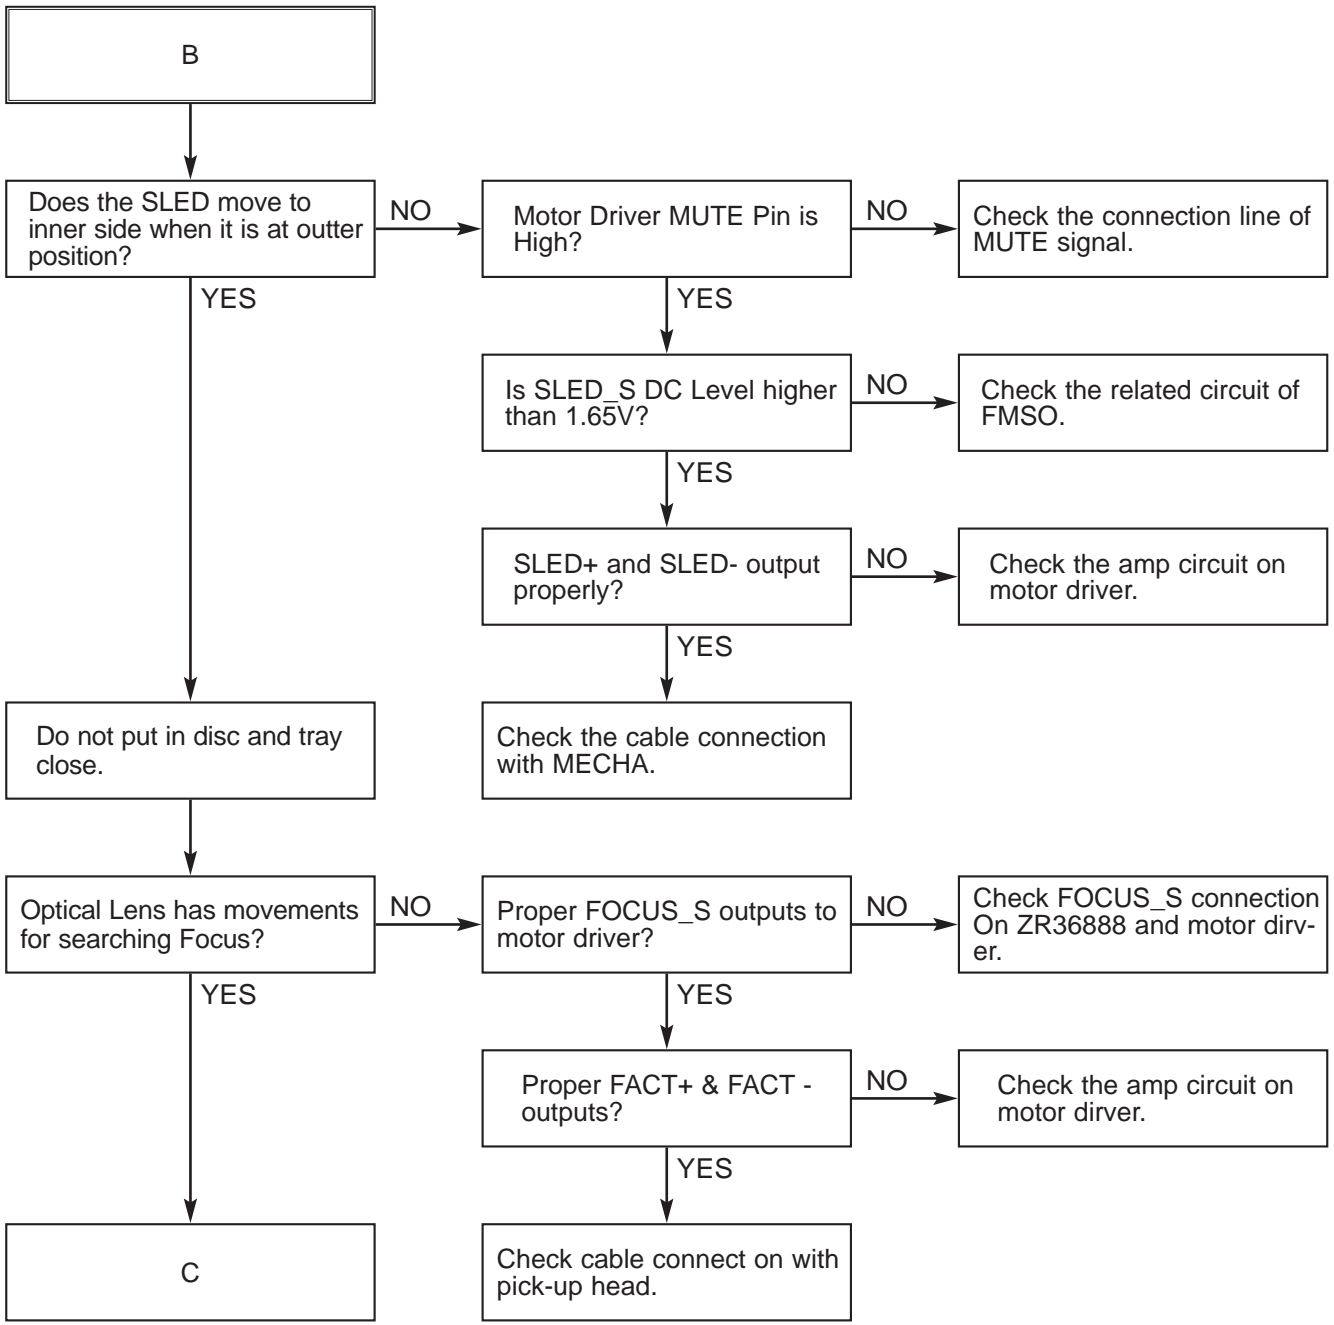 B
Does the SLED move to
inner side when it is at outter
position?
NO
Motor Driver MUTE Pin is
High?
NO
Check the connection line of
MUTE signal.
YES
YES
Is SLED_S DC Level higher
than 1.65V?
NO
Check the related circuit of
FMSO.
YES
SLED+ and SLED- output
properly?
NO
Check the amp circuit on
motor driver.
YES
Do not put in disc and tray
close.
Check the cable connection
with MECHA.
Optical Lens has movements
for searching Focus?
NO
Proper FOCUS_S outputs to
motor driver?
NO
Check FOCUS_S connection
On ZR36888 and motor dirv-
er.
YES
YES
Proper FACT+ & FACT -
outputs?
NO
Check the amp circuit on
motor dirver.
YES
C
Check cable connect on with
pick-up head.